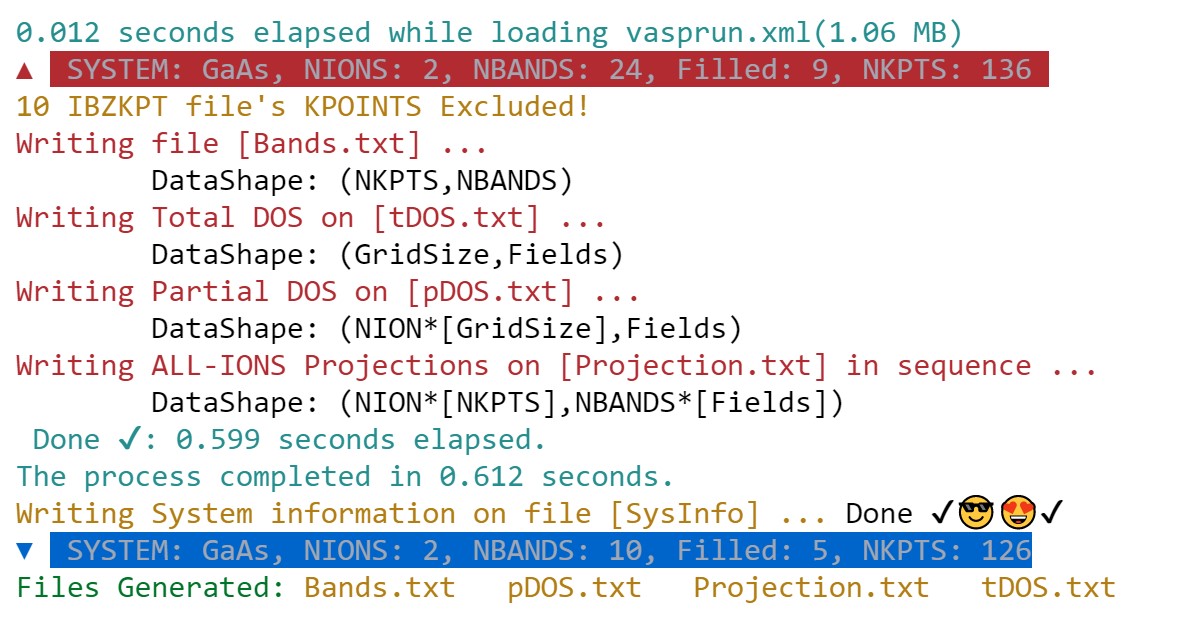 0.012 seconds elapsed while loading vasprun.xml(1.06 MB)
▲ SYSTEM: GaAs, NIONS: 2, NBANDS: 24, Filled: 9, NKPTS: 136
10 IBZKPT file's KPOINTS Excluded!
Writing file [Bands.txt] ...
DataShape: (NKPTS,NBANDS)
Writing Total DOS on [tDOS.txt] ...
DataShape: (GridSize,Fields)
Writing Partial DOS on [pDOS.txt] ...
DataShape: (NION*[GridSize],Fields)
Writing ALL-IONS Projections on [Projection.txt] in sequence ...
DataShape: (NION*[NKPTS],NBANDS*[Fields])
Done ✓: 0.599 seconds elapsed.
The process completed in 0.612 seconds.
Writing System information on file [SysInfo] ... Done ✓😎😍✓
▼ SYSTEM: GaAs, NIONS: 2, NBANDS: 10, Filled: 5, NKPTS: 126
Files Generated: Bands.txt pDOS.txt Projection.txt tDOS.txt